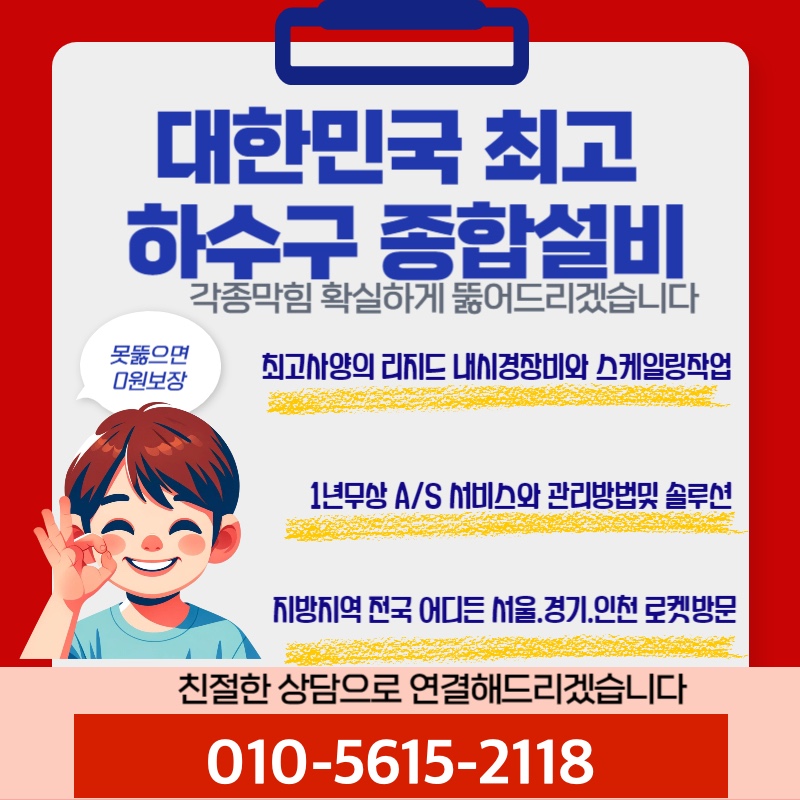 대한민국 최고
하수구 종합설비
각종막힘 확실하게 뚫어드리겠습니다
못뚫으면
0원보장
최고사양의 리지드 내시경장비와 스케일링작업
1년무상 A/S 서비스와 관리방법및 솔루션
지방지역 전국 어디든 서울.경기.인천 로켓방문
친절한 상담으로 연결해드리겠습니다
010-5615-2118